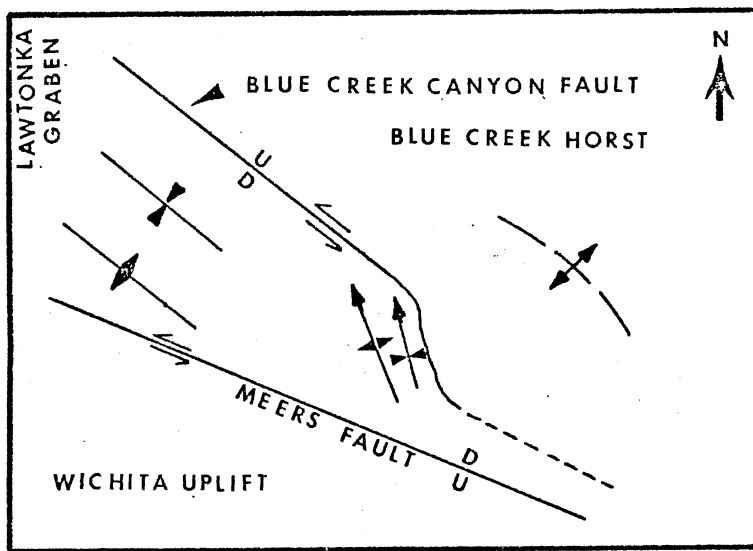 LAWTONKA
GRABEN
N
BLUE CREEK CANYON FAULT
BLUE CREEK HORST
U
D
MEERS FAULT
D
U
WICHITA UPLIFT